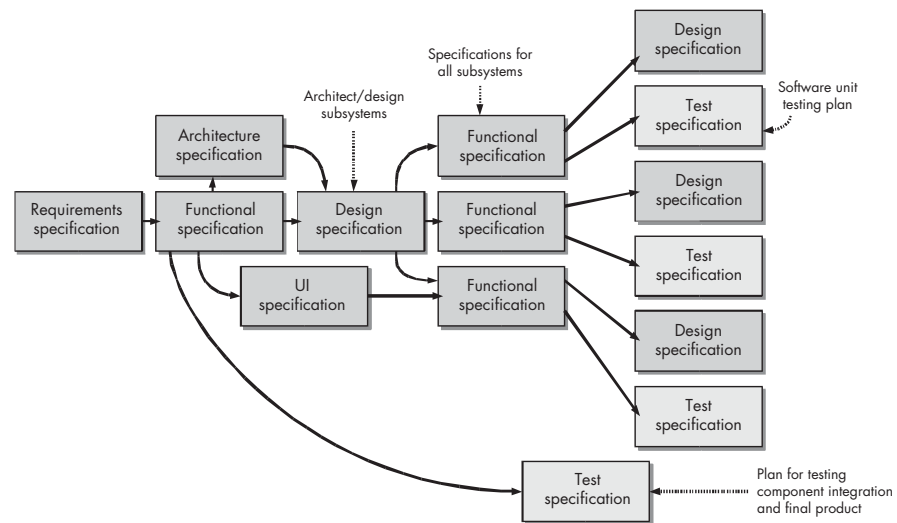 Design
specification
Specifications for
all subsystems
Software unit
testing plan
Architect/design
subsystems
Test
specification
Architecture
specification
Functional
specification
Design
specification
Requirements
specification
Functional
specification
Design
specification
Functional
specification
Test
specification
UI
specification
Functional
specification
Design
specification
Test
specification
Test
specification
Plan for testing
component integration
and final product